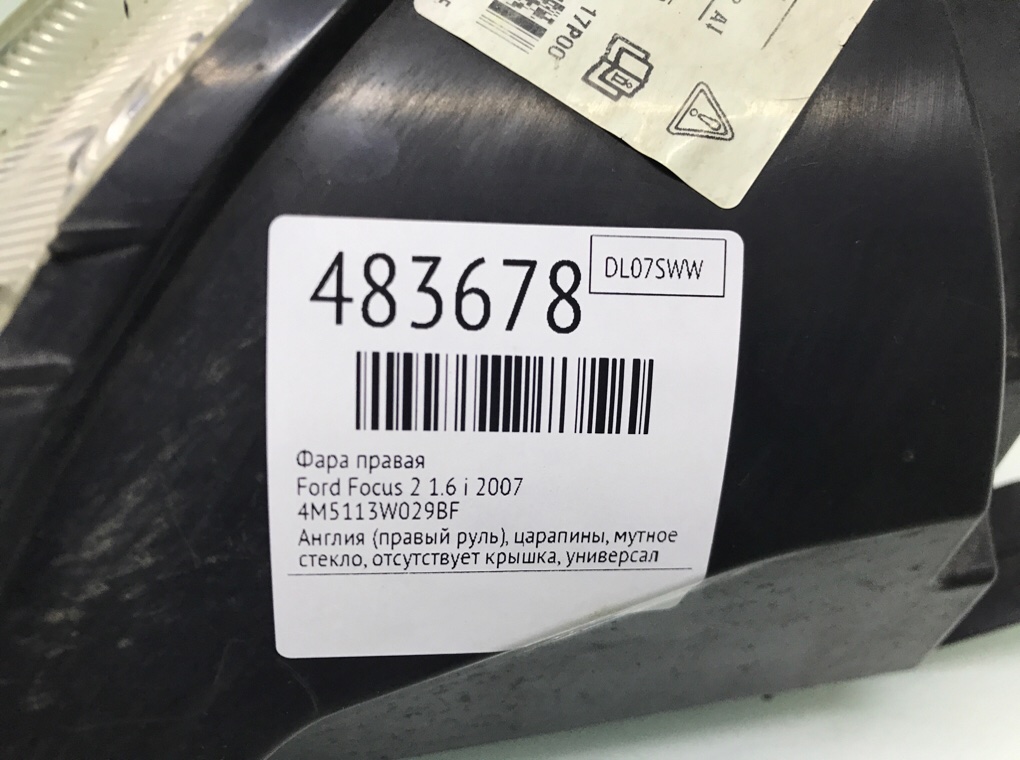 17P00
483678
DL07SWW
Фара правая
Ford Focus 2 1.6 i 2007
4M5113W029BF
Англия (правый руль), царапины, мутное
стекло, отсутствует крышка, универсал